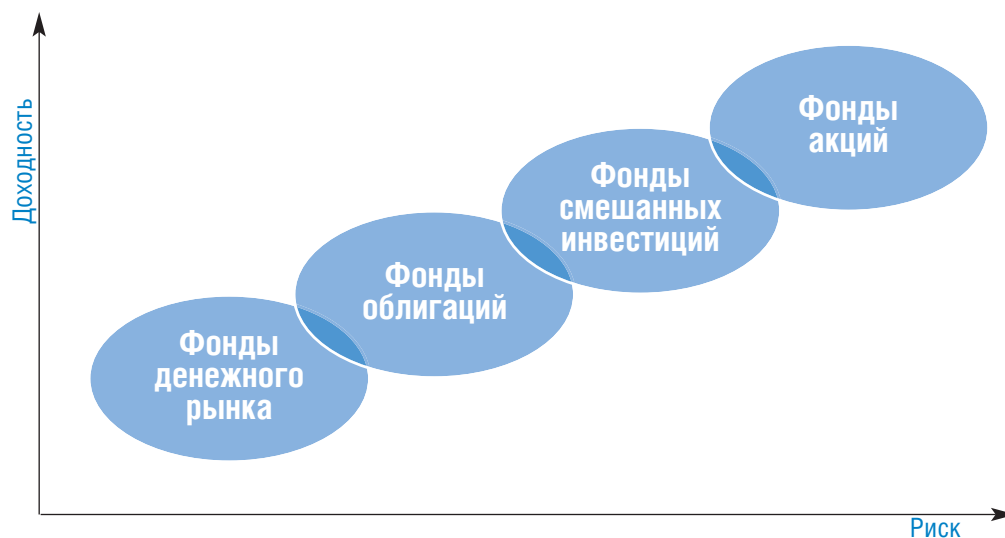 Доходность
Фонды
акций
Фонды
смешанных
инвестиций
Фонды
облигаций
Фонды
денежного
рынка
Риск